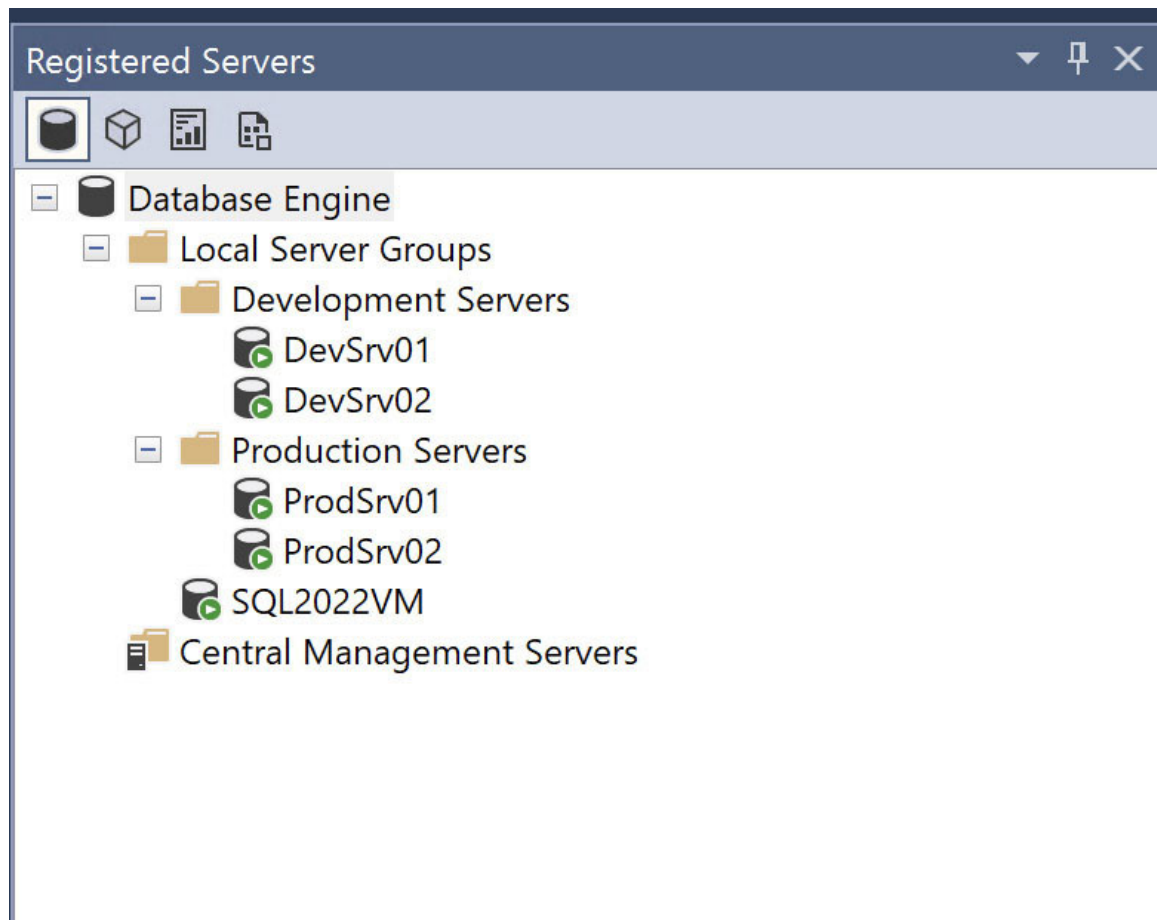 Registered Servers
Database Engine
Local Server Groups
Development Servers
DevSrv01
DevSrv02
Production Servers
ProdSrv01
ProdSrv02
SQL2022VM
Central Management Servers